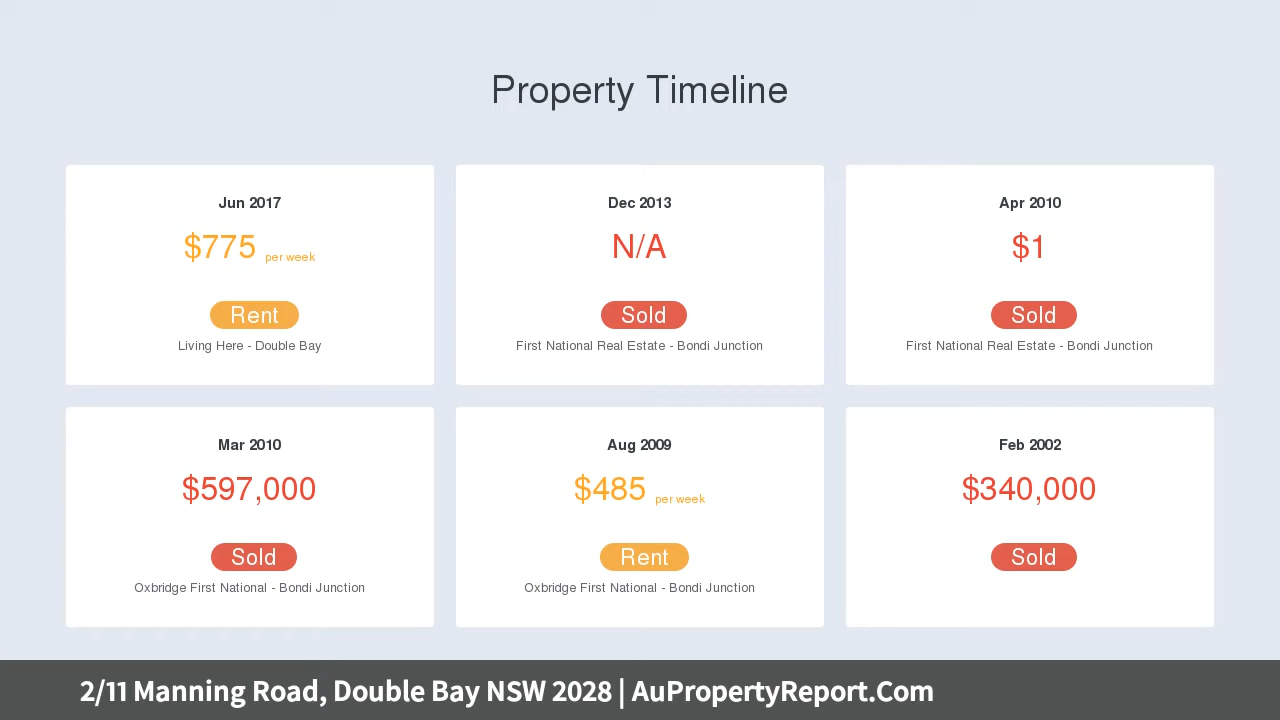 Property Timeline
Jun 2017
$775 per week
Rent
Living Here - Double Bay
Dec 2013
N/A
Sold
First National Real Estate - Bondi Junction
Apr 2010
$1
Sold
First National Real Estate - Bondi Junction
Mar 2010
$597,000
Sold
Oxbridge First National - Bondi Junction
Aug 2009
$485 per week
Rent
Oxbridge First National - Bondi Junction
Feb 2002
$340,000
Sold
2/11 Manning Road, Double Bay NSW 2028 | AuPropertyReport.Com